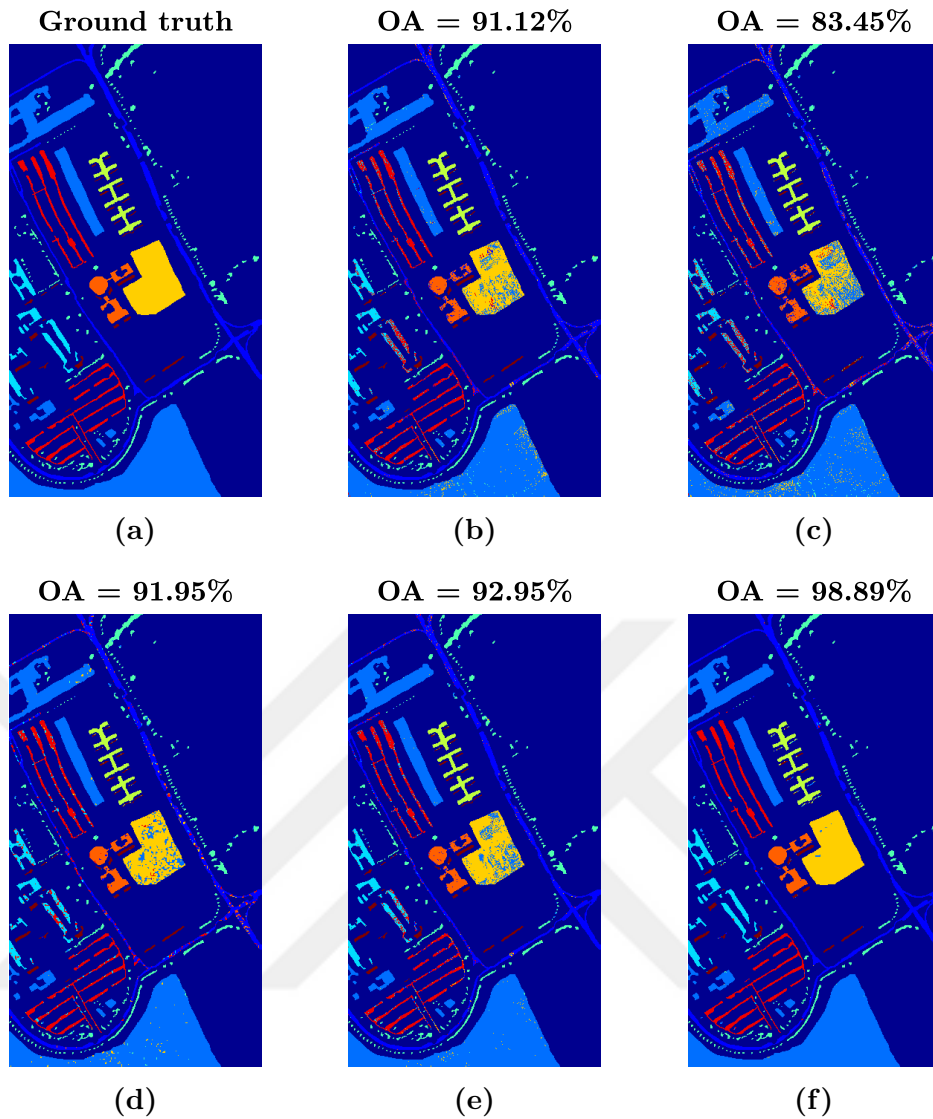 Ground truth
OA = 91.12%
OA = 83.45%
(a)
(b)
(c)
OA = 91.95%
OA = 92.95%
OA = 98.89%
(d)
(e)
(f)